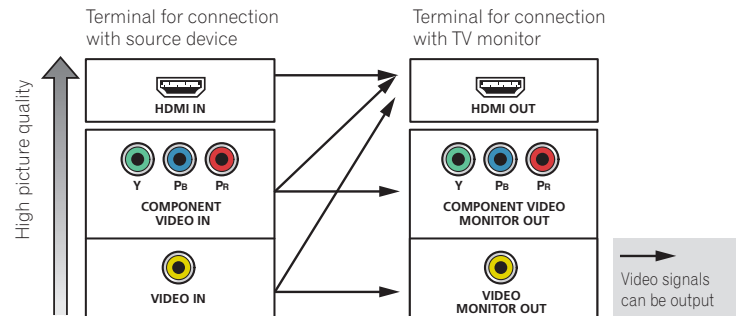 Terminal for connection
with source device
Terminal for connection
with TV monitor
High picture quality
HDMI IN
HDMI OUT
Y PB PR
COMPONENT
VIDEO IN
Y PB PR
COMPONENT VIDEO
MONITOR OUT
VIDEO IN
VIDEO
MONITOR OUT
Video signals
can be output